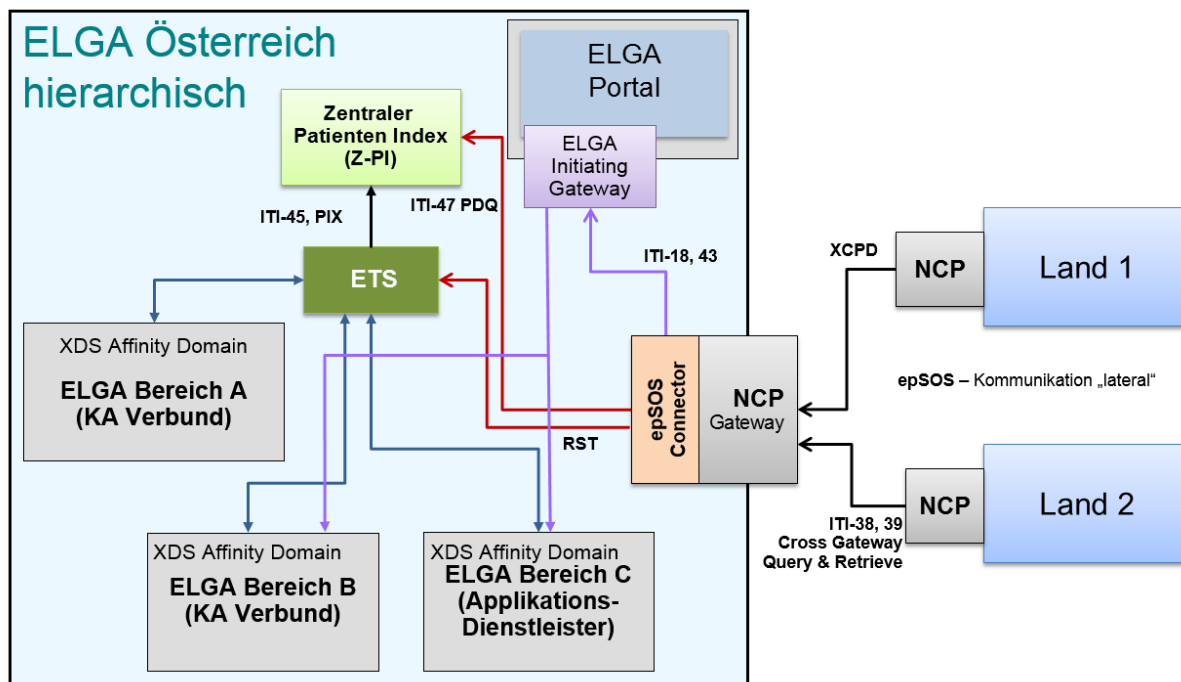 ELGA Österreich
hierarchisch
ELGA
Portal
Zentraler
Patienten Index
(Z-PI)
ELGA
Initiating
Gateway
ITI-45, PIX
ITI-47 PDQ
ITI-18, 43
XCPD
NCP
Land 1
ETS
XDS Affinity Domain
ELGA Bereich A
(KA Verbund)
epSOS
Connector
NCP
Gateway
epSOS – Kommunikation „lateral“
RST
NCP
Land 2
ITI-38, 39
Cross Gateway
Query & Retrieve
XDS Affinity Domain
ELGA Bereich B
(KA Verbund)
XDS Affinity Domain
ELGA Bereich C
(Applikations-
Dienstleister)